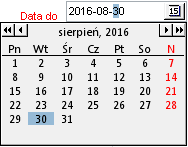 Data do 2016-08-30 15
sierpień, 2016
Pn Wt Śr Cz Pt So N
1 2 3 4 5 6 7
8 9 10 11 12 13 14
15 16 17 18 19 20 21
22 23 24 25 26 27 28
29 30 31